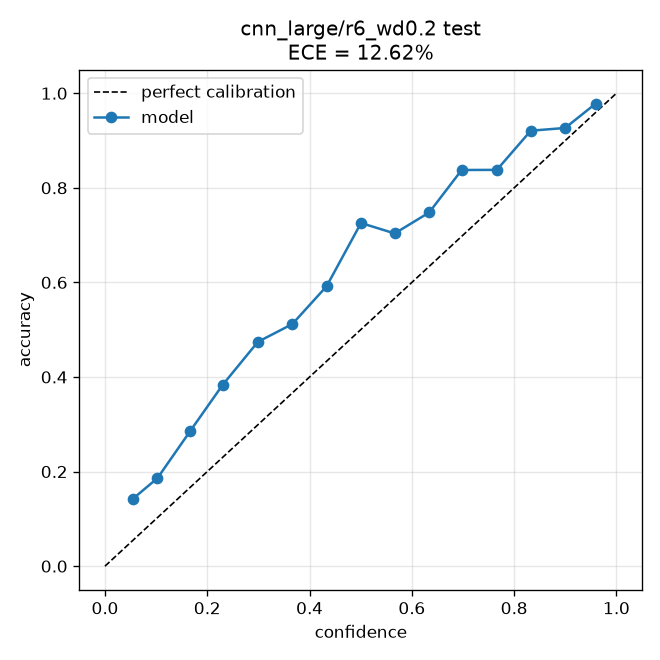 cnn_large/r6_wd0.2 test
ECE = 12.62%
perfect calibration
model
accuracy
1.0
0.8
0.6
0.4
0.2
0.0
0.0 0.2 0.4 0.6 0.8 1.0
confidence